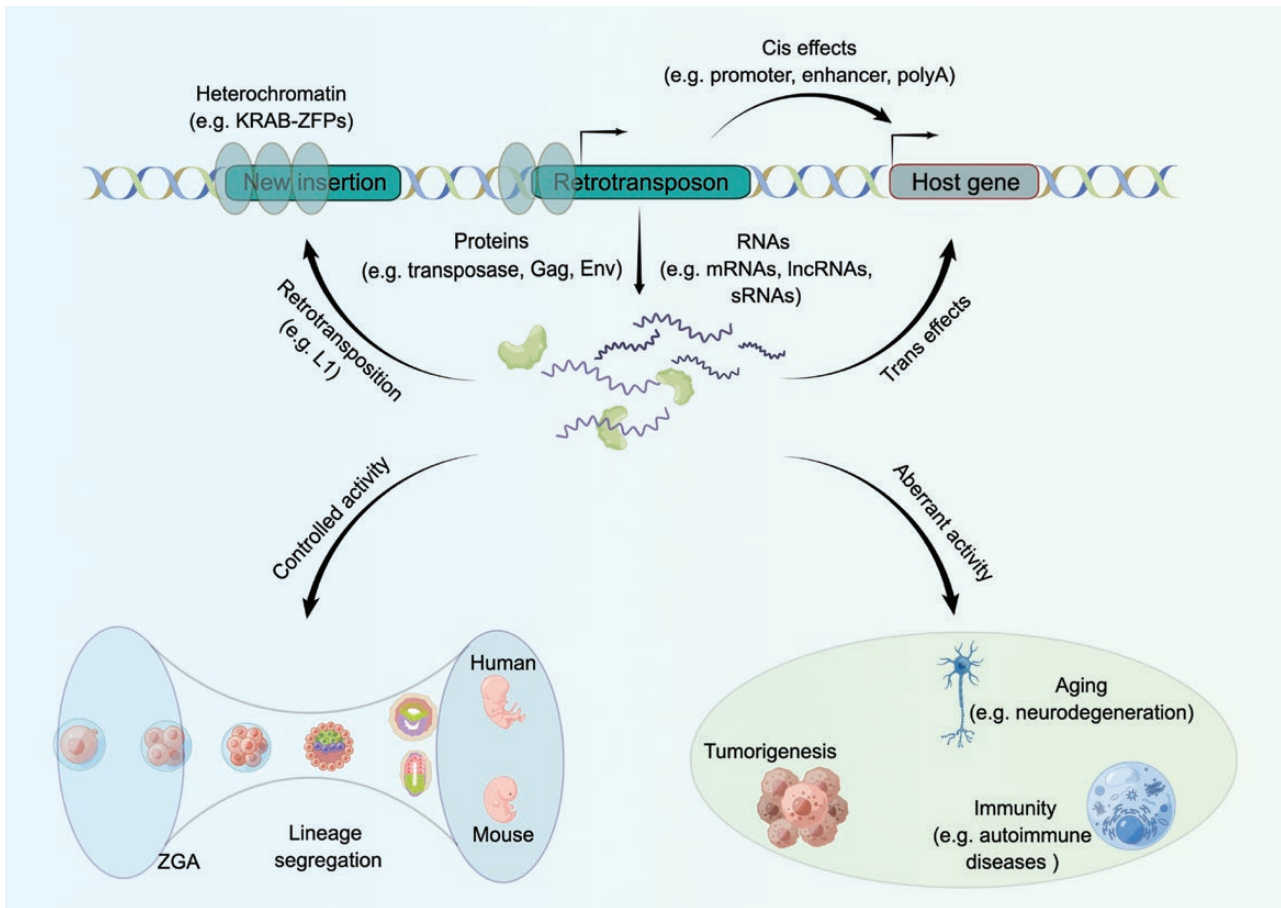 Cis effects
(e.g. promoter, enhancer, polyA)
Heterochromatin
(e.g. KRAB-ZFPs)
New insertion
Retrotransposon
Host gene
Proteins
(e.g. transposase, Gag, Env)
RNAs
(e.g. mRNAs, lncRNAs,
sRNAs)
Retrotransposition
(e.g. L1)
Trans effects
Controlled activity
Aberrant activity
Human
Mouse
Lineage
segregation
ZGA
Aging
(e.g. neurodegeneration)
Tumorigenesis
Immunity
(e.g. autoimmune
diseases )